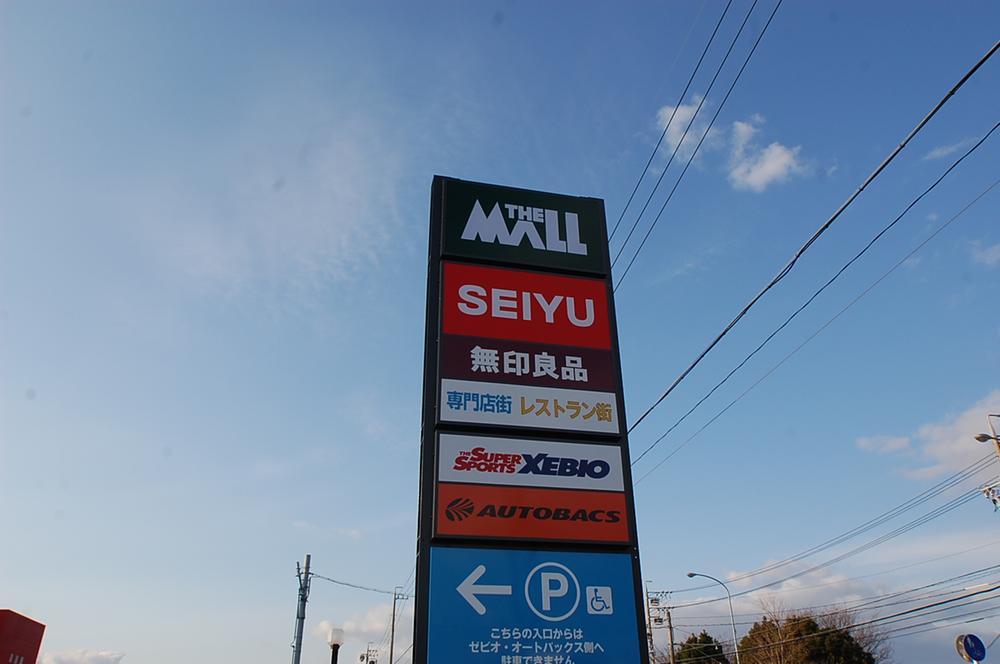 THE
MALL
SEIYU
無印良品
専門店街 レストラン街
THE SUPER SPORTS XEBIO
AUTOBACS
P
こちらの入口からは
ゼビオ・オートバックス側へ
駐車できません